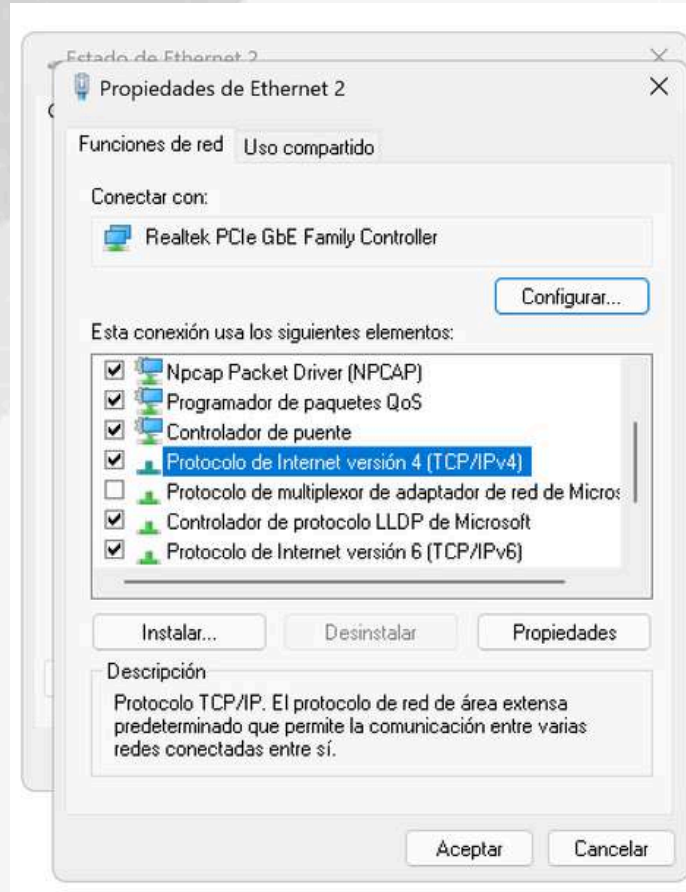 Estado de Ethernet 2
Propiedades de Ethernet 2
Funciones de red
Uso compartido
Conectar con:
Realtek PCIe GbE Family Controller
Configurar...
Esta conexión usa los siguientes elementos:
Npcap Packet Driver (NPCAP)
Programador de paquetes QoS
Controlador de puente
Protocolo de Internet versión 4 (TCP/IPv4)
Protocolo de multiplexor de adaptador de red de Micros
Controlador de protocolo LLDP de Microsoft
Protocolo de Internet versión 6 (TCP/IPv6)
Instalar...
Desinstalar
Propiedades
Descripción
Protocolo TCP/IP. El protocolo de red de área extensa
predeterminado que permite la comunicación entre varias
redes conectadas entre sí.
Aceptar
Cancelar